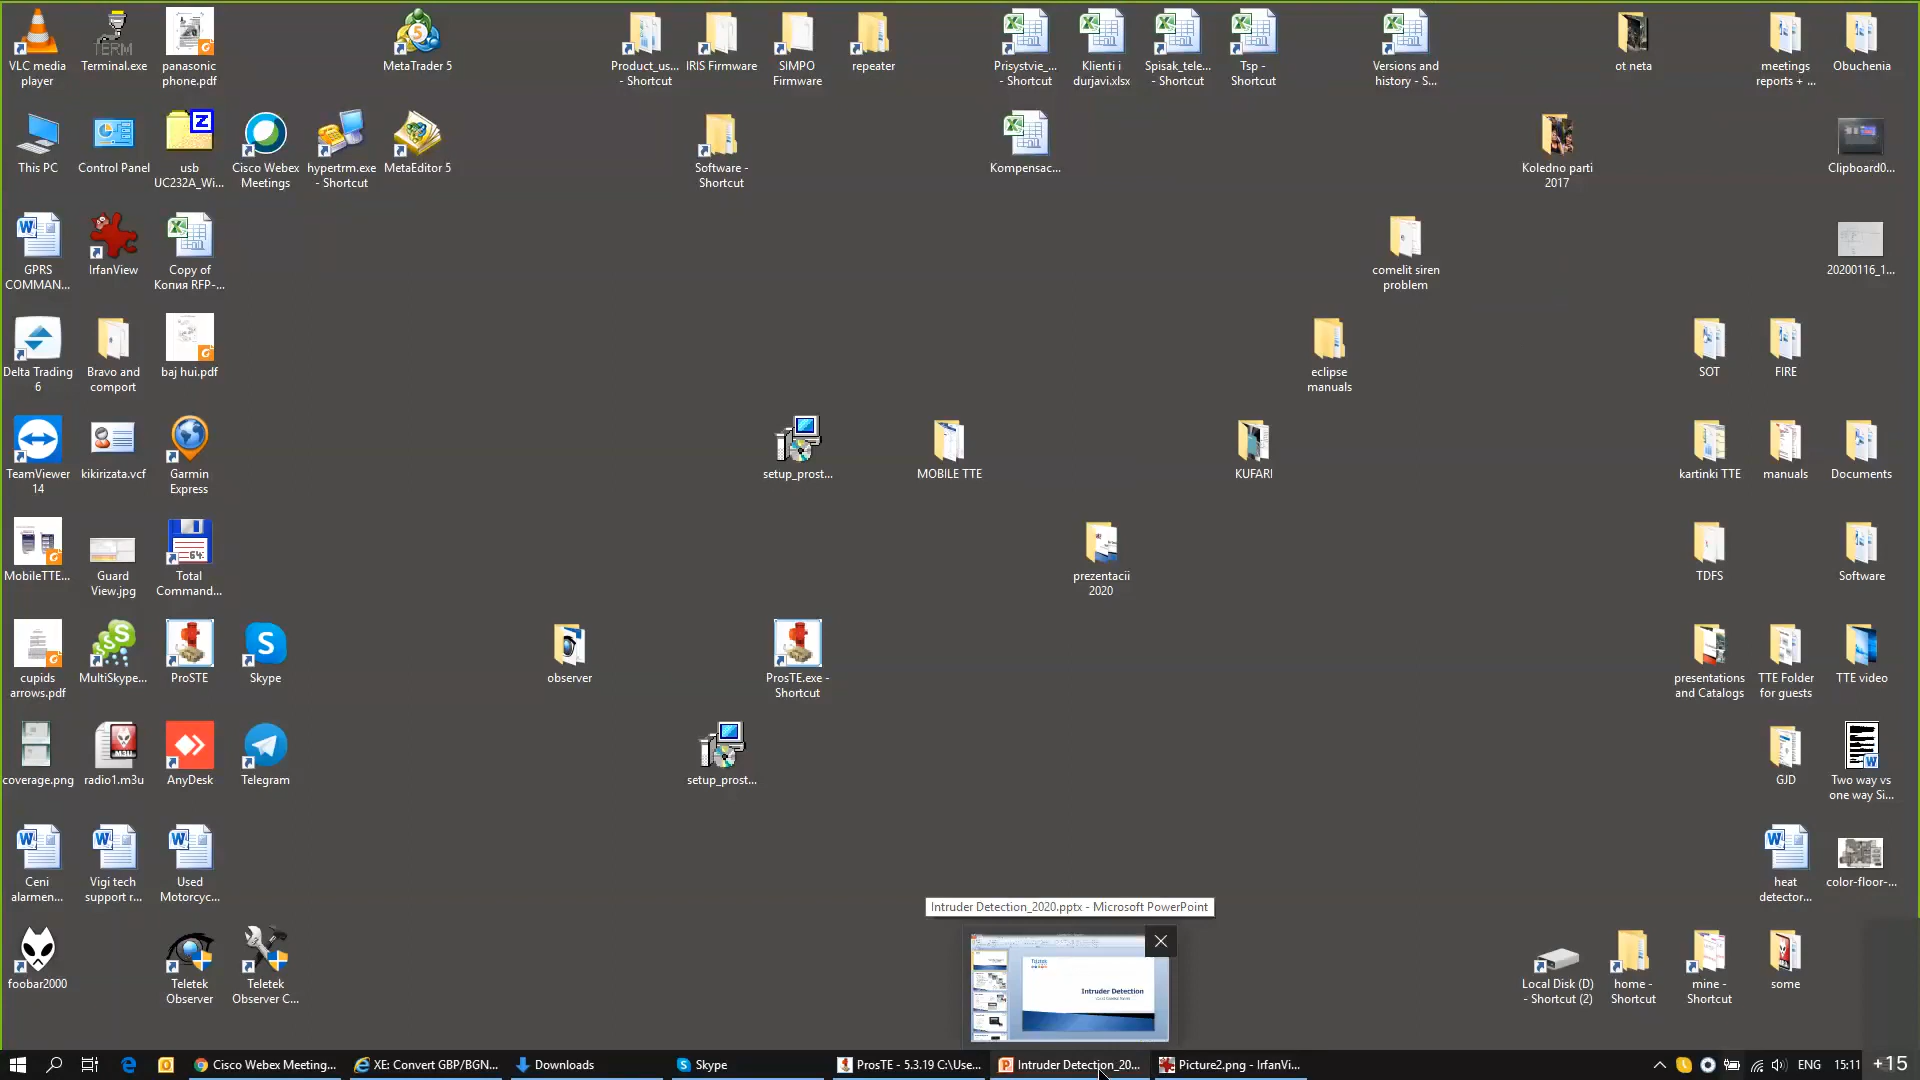 VLC media
player
Terminal.exe
panasonic
phone.pdf
MetaTrader 5
Product_us...
- Shortcut
IRIS Firmware
SIMPO
Firmware
repeater
Prisystvie_...
- Shortcut
Klienti i
durjavi.xlsx
Spisak_tele...
- Shortcut
Tsp -
Shortcut
Versions and
history - S...
ot neta
meetings
reports + ...
Obuchenia
This PC
Control Panel
usb
UC232A_Wi...
Cisco Webex
Meetings
hypertrm.exe
- Shortcut
MetaEditor 5
Software -
Shortcut
Kompensac...
Koledno parti
2017
Clipboard0...
GPRS
COMMAN...
IrfanView
Copy of
Копия RFP-...
comelit siren
problem
20200116_1...
Delta Trading
6
Bravo and
comport
baj hui.pdf
eclipse
manuals
SOT
FIRE
TeamViewer
14
kikirizata.vcf
Garmin
Express
setup_prost...
MOBILE TTE
KUFARI
kartinki TTE
manuals
Documents
MobileTTE...
Guard
View.jpg
Total
Command...
prezentacii
2020
TDFS
Software
cupids
arrows.pdf
MultiSkype...
ProSTE
Skype
observer
ProsTE.exe -
Shortcut
presentations
and Catalogs
TTE Folder
for guests
TTE video
coverage.png
radio1.m3u
AnyDesk
Telegram
setup_prost...
GJD
Two way vs
one way Si...
Ceni
alarmen...
Vigi tech
support r...
Used
Motorcyc...
heat
detector...
color-floor-...
Intruder Detection_2020.pptx - Microsoft PowerPoint
Intruder Detection
foobar2000
Teletek
Observer
Teletek
Observer C...
Local Disk (D)
- Shortcut (2)
home -
Shortcut
mine -
Shortcut
some
Cisco Webex Meeting...
XE: Convert GBP/BGN...
Downloads
Skype
ProsTE - 5.3.19 C:\Use...
Intruder Detection_20...
Picture2.png - IrfanVi...
ENG
15:11
+15